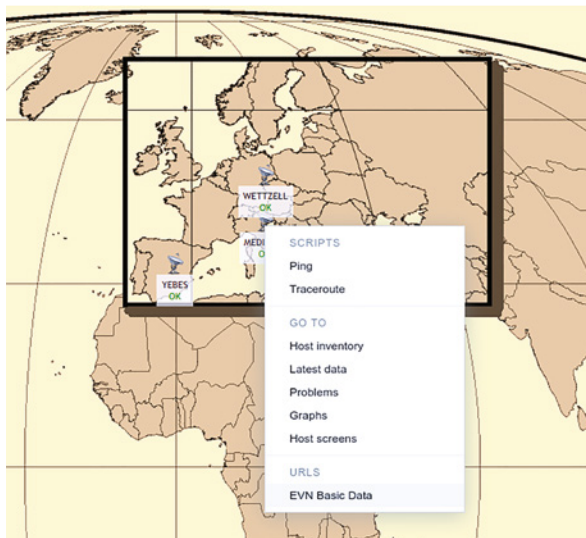 WETTZELL
OK
MEDI
O
YEBES
OK
SCRIPTS
Ping
Traceroute
GO TO
Host inventory
Latest data
Problems
Graphs
Host screens
URLS
EVN Basic Data